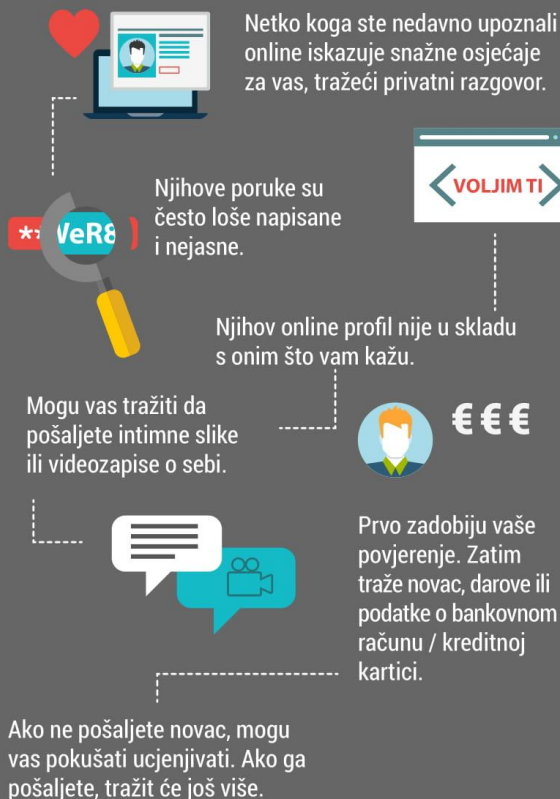 Netko koga ste nedavno upoznali
online iskazuje snažne osjećaje
za vas, tražeći privatni razgovor.
VOLJIM TI
Njihove poruke su
često loše napisane
i nejasne.
** VeR8
Njihov online profil nije u skladu
s onim što vam kažu.
Mogu vas tražiti da
pošaljete intimne slike
ili videozapise o sebi.
€€€
Prvo zadobiju vaše
povjerenje. Zatim
traže novac, darove ili
podatke o bankovnom
računu / kreditnoj
kartici.
Ako ne pošaljete novac, mogu
vas pokušati ucjenjivati. Ako ga
pošaljete, tražit će još više.